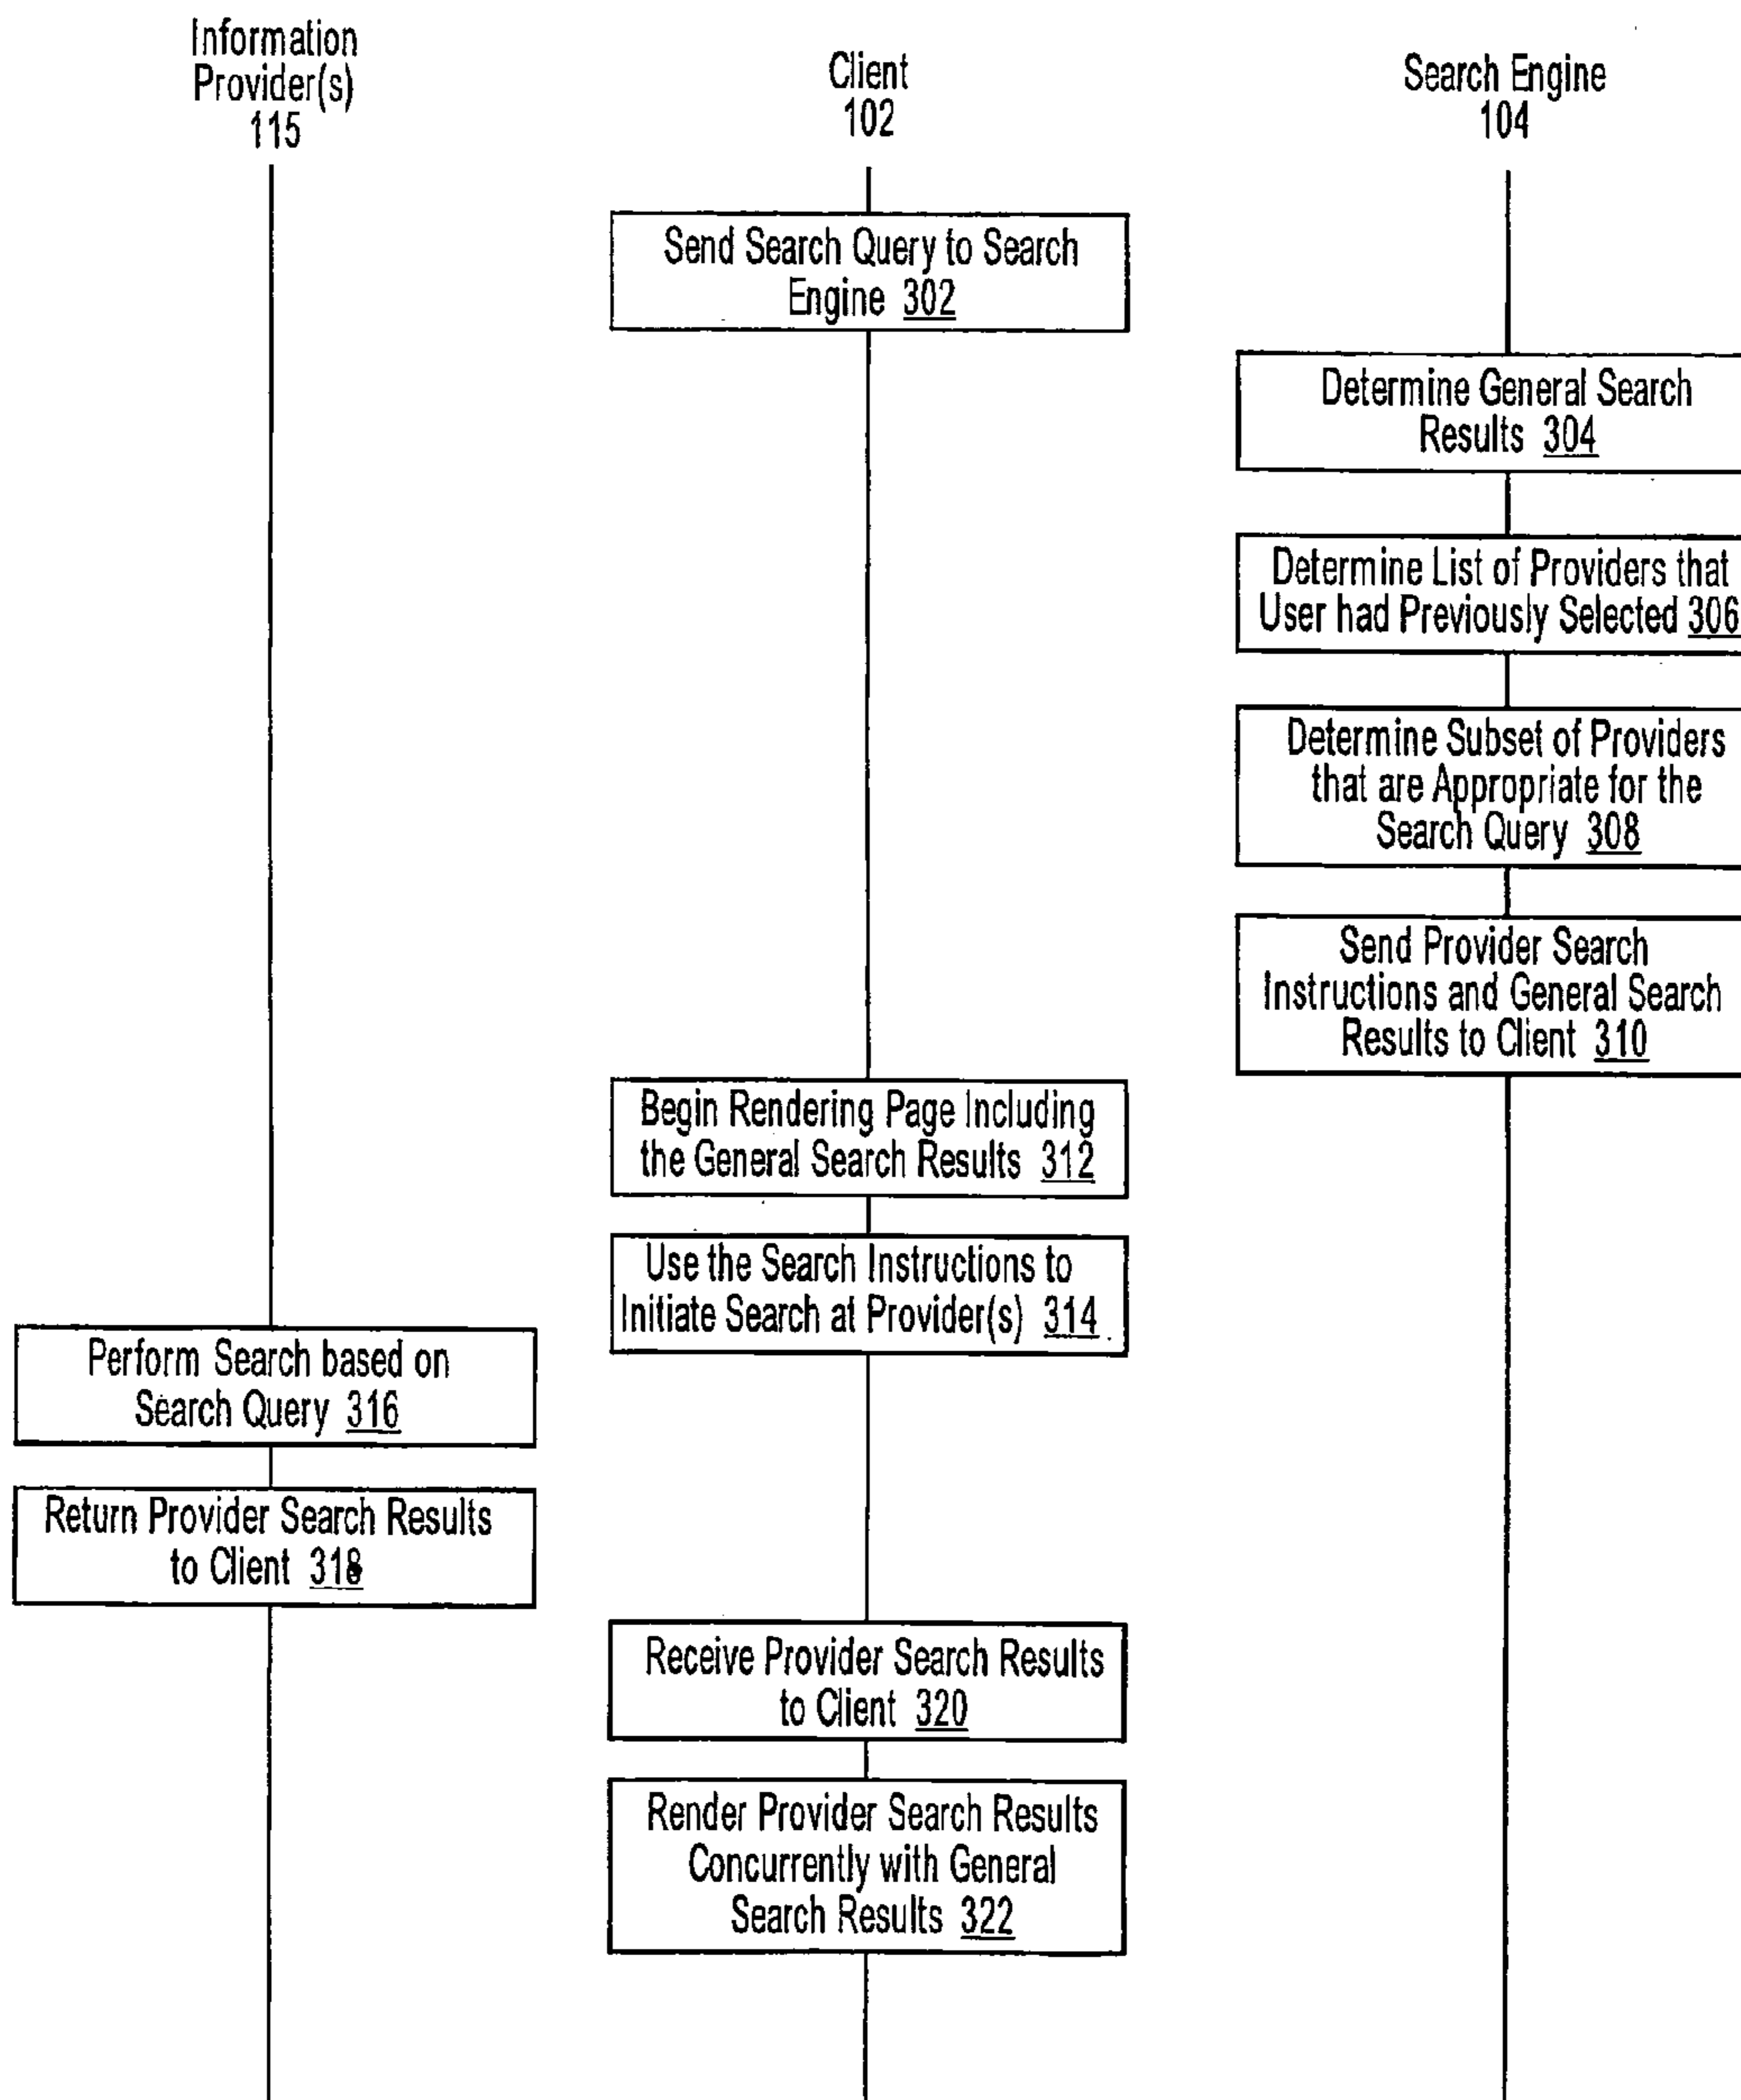 Information
Provider(s)
115
Client
102
Search Engine
104
Send Search Query to Search
Engine 302
Determine General Search
Results 304
Determine List of Providers that
User had Previously Selected 306
Determine Subset of Providers
that are Appropriate for the
Search Query 308
Send Provider Search
Instructions and General Search
Results to Client 310
Begin Rendering Page Including
the General Search Results 312
Use the Search Instructions to
Initiate Search at Provider(s) 314
Perform Search based on
Search Query 316
Return Provider Search Results
to Client 318
Receive Provider Search Results
to Client 320
Render Provider Search Results
Concurrently with General
Search Results 322